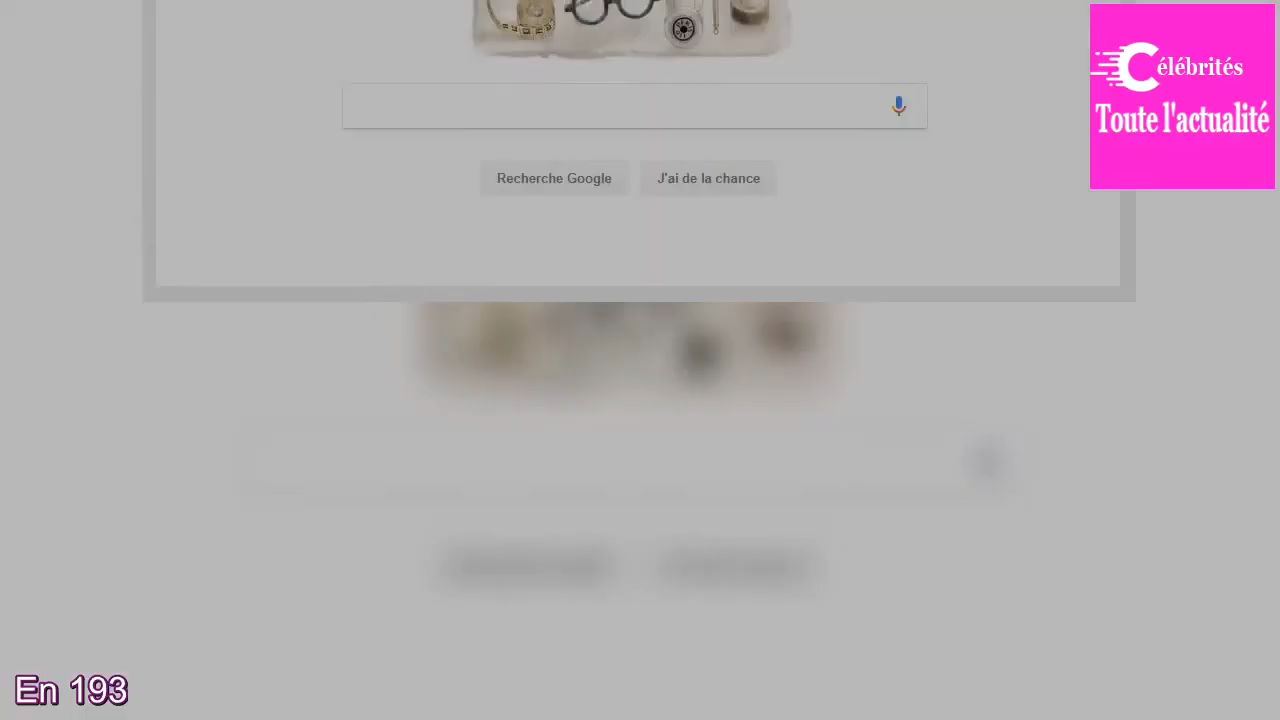 Célébrités
Toute l'actualité
Recherche Google
J'ai de la chance
En 193